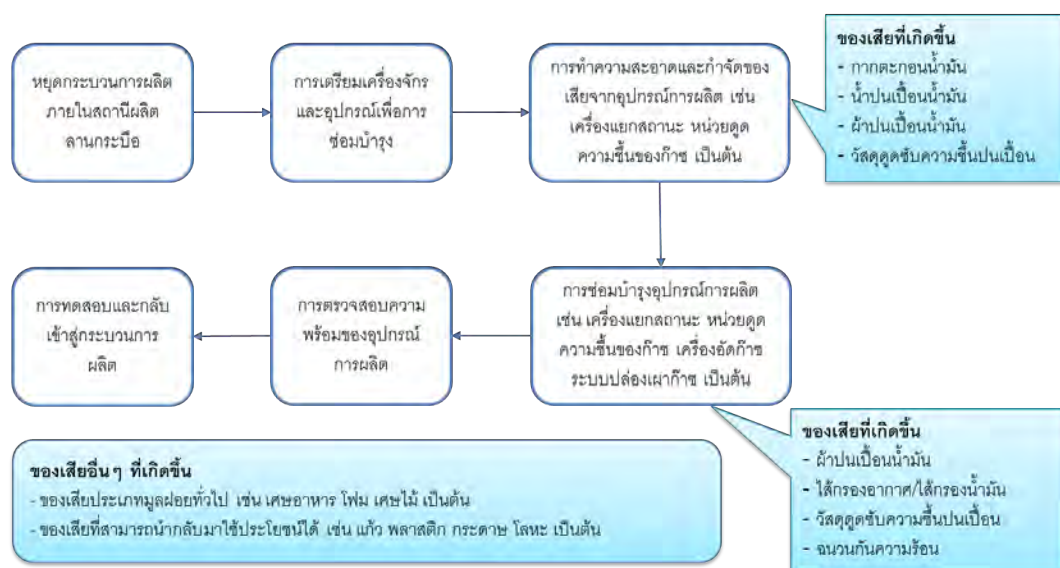 หยุดกระบวนการผลิต
ภายในสถานีผลิต
ลานกระบือ
การเตรียมเครื่องจักร
และอุปกรณ์เพื่อการ
ซ่อมบำรุง
การทำความสะอาดและกำจัดของ
เสียจากอุปกรณ์การผลิต เช่น
เครื่องแยกสถานะ หน่วยดูด
ความชื้นของก๊าซ เป็นต้น
ของเสียที่เกิดขึ้น
- กากตะกอนน้ำมัน
- น้ำปนเปื้อนน้ำมัน
- ผ้าปนเปื้อนน้ำมัน
- วัสดุดูดซับความชื้นปนเปื้อน
การซ่อมบำรุงอุปกรณ์การผลิต
เช่น เครื่องแยกสถานะ หน่วยดูด
ความชื้นของก๊าซ เครื่องอัดก๊าซ
ระบบปล่องเผาก๊าซ เป็นต้น
การตรวจสอบความ
พร้อมของอุปกรณ์
การผลิต
การทดสอบและกลับ
เข้าสู่กระบวนการ
ผลิต
ของเสียที่เกิดขึ้น
- ผ้าปนเปื้อนน้ำมัน
- ไส้กรองอากาศ/ไส้กรองน้ำมัน
- วัสดุดูดซับความชื้นปนเปื้อน
- ฉนวนกันความร้อน
ของเสียอื่นๆ ที่เกิดขึ้น
- ของเสียประเภทมูลฝอยทั่วไป เช่น เศษอาหาร โฟม เศษไม้ เป็นต้น
- ของเสียที่สามารถนำกลับมาใช้ประโยชน์ได้ เช่น แก้ว พลาสติก กระดาษ โลหะ เป็นต้น